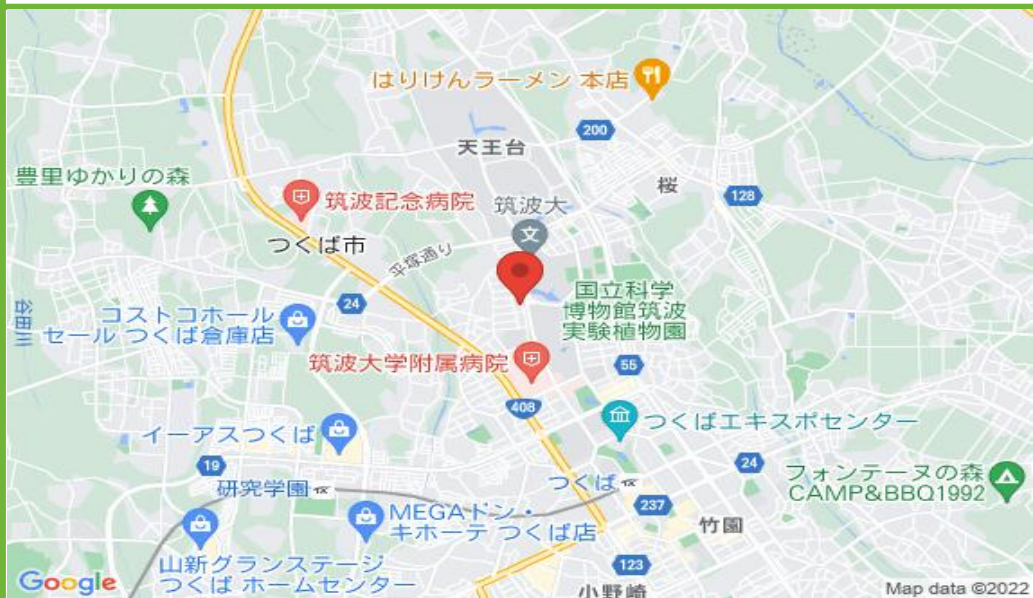 はりけんラーメン 本店
200
天王台
豊里ゆかりの森
桜
128
筑波記念病院
筑波大
つくば市
平塚通り
国立科学
博物館筑波
実験植物園
谷田川
24
コストコホール
セール つくば倉庫店
筑波大学附属病院
55
408
つくばエキスポセンター
イーアスつくば
19
24
研究学園
つくば
フォンテーヌの森
CAMP&BBQ1992
237
MEGAドン・
キホーテ つくば店
竹園
山新グランステージ
つくば ホームセンター
123
小野崎
Google
Map data ©2022